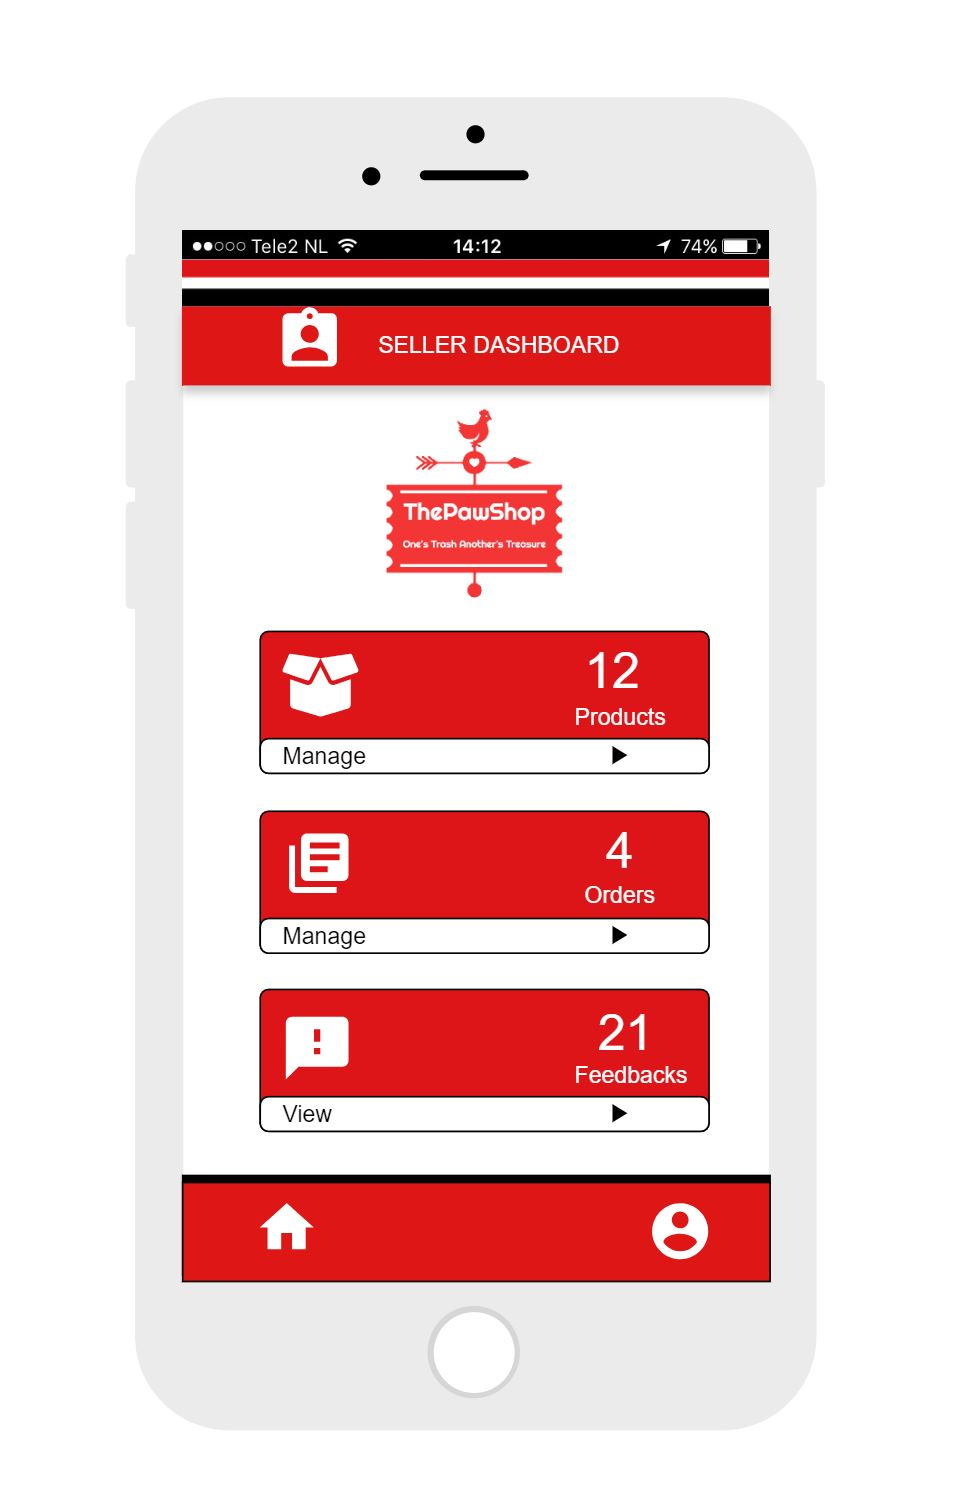 Tele2 NL 14:12 74%
SELLER DASHBOARD
ThePawShop
One's Trash Another's Treasure
12
Products
Manage
4
Orders
Manage
21
Feedbacks
View